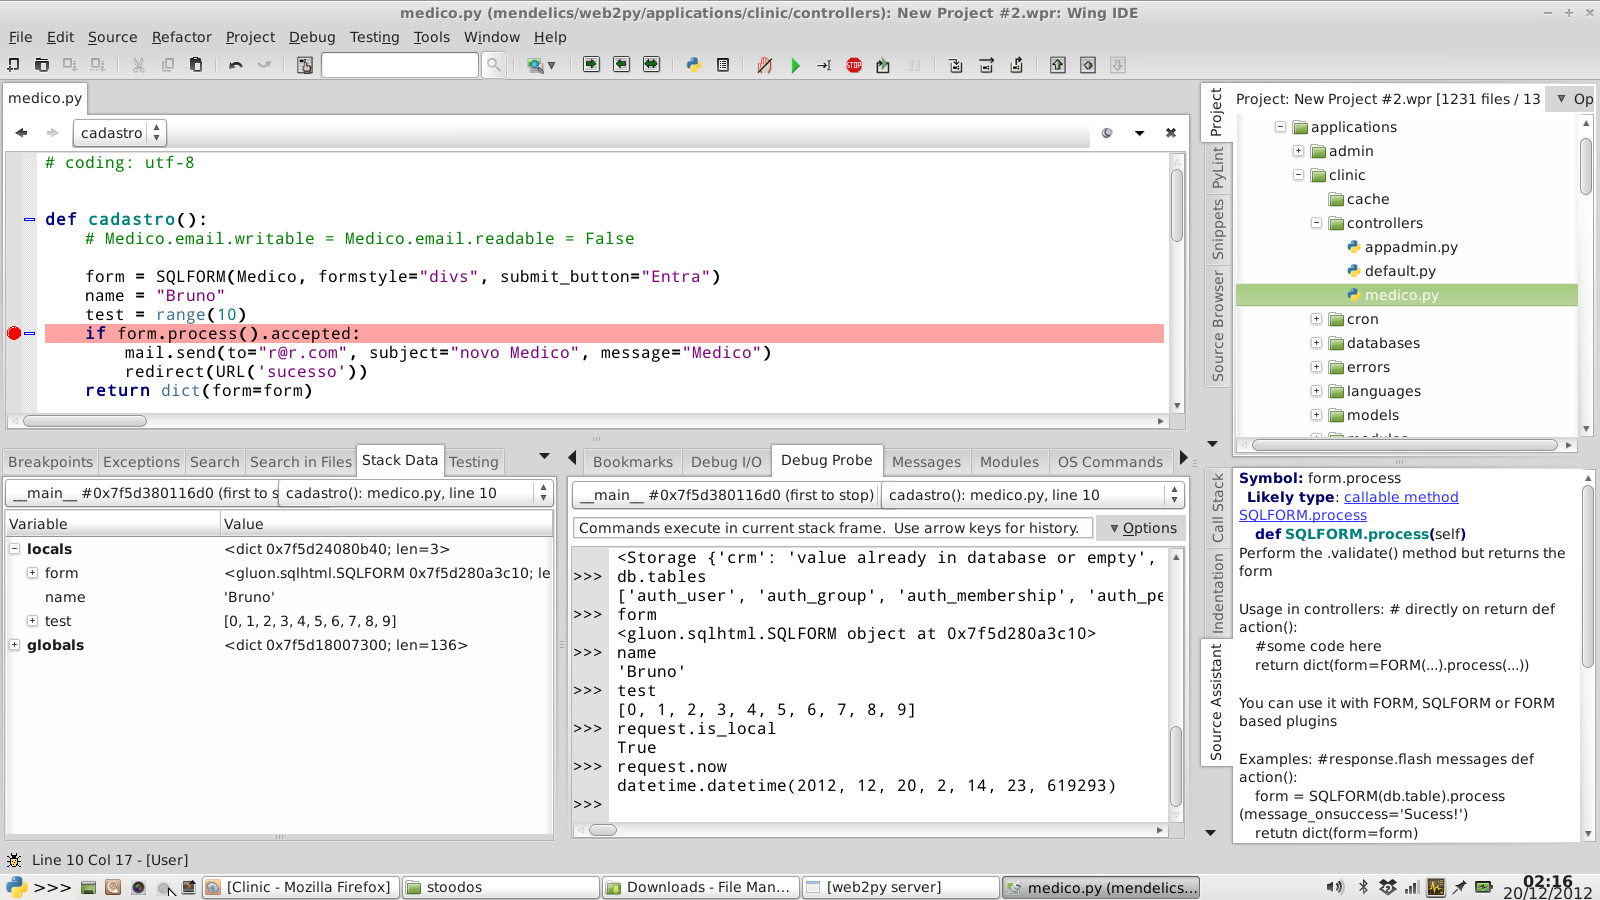 medico.py (mendelics/web2py/applications/clinic/controllers): New Project #2.wpr: Wing IDE
File Edit Source Refactor Project Debug Testing Tools Window Help
STOP
medico.py
cadastro
# coding: utf-8
def cadastro():
# Medico.email.writable = Medico.email.readable = False
form = SQLFORM(Medico, formstyle="divs", submit_button="Entra")
name = "Bruno"
test = range(10)
if form.process().accepted:
mail.send(to="r@r.com", subject="novo Medico", message="Medico")
redirect(URL('sucesso'))
return dict(form=form)
Project
PyLint
Snippets
Source Browser
Project: New Project #2.wpr [1231 files / 13
Op
applications
admin
clinic
cache
controllers
appadmin.py
default.py
medico.py
cron
databases
errors
languages
models
modules
Breakpoints Exceptions Search Search in Files Stack Data Testing
__main__ #0x7f5d380116d0 (first to s
cadastro(): medico.py, line 10
Variable Value
locals <dict 0x7f5d24080b40; len=3>
form <gluon.sqlhtml.SQLFORM 0x7f5d280a3c10; le
name 'Bruno'
test [0, 1, 2, 3, 4, 5, 6, 7, 8, 9]
globals <dict 0x7f5d18007300; len=136>
Bookmarks Debug I/O Debug Probe Messages Modules OS Commands
__main__ #0x7f5d380116d0 (first to stop)
cadastro(): medico.py, line 10
Commands execute in current stack frame. Use arrow keys for history.
Options
<Storage {'crm': 'value already in database or empty',
>>> db.tables
['auth_user', 'auth_group', 'auth_membership', 'auth_pe
>>> form
<gluon.sqlhtml.SQLFORM object at 0x7f5d280a3c10>
>>> name
'Bruno'
>>> test
[0, 1, 2, 3, 4, 5, 6, 7, 8, 9]
>>> request.is_local
True
>>> request.now
datetime.datetime(2012, 12, 20, 2, 14, 23, 619293)
>>>
Call Stack
Indentation
Source Assistant
Symbol: form.process
Likely type: callable method
SQLFORM.process
def SQLFORM.process(self)
Perform the .validate() method but returns the
form
Usage in controllers: # directly on return def
action():
#some code here
return dict(form=FORM(...).process(...))
You can use it with FORM, SQLFORM or FORM
based plugins
Examples: #response.flash messages def
action():
form = SQLFORM(db.table).process
(message_onsuccess='Sucess!')
retutn dict(form=form)
Line 10 Col 17 - [User]
>>>
[Clinic - Mozilla Firefox]
stoodos
Downloads - File Man...
[web2py server]
medico.py (mendelics...
02:16
20/12/2012